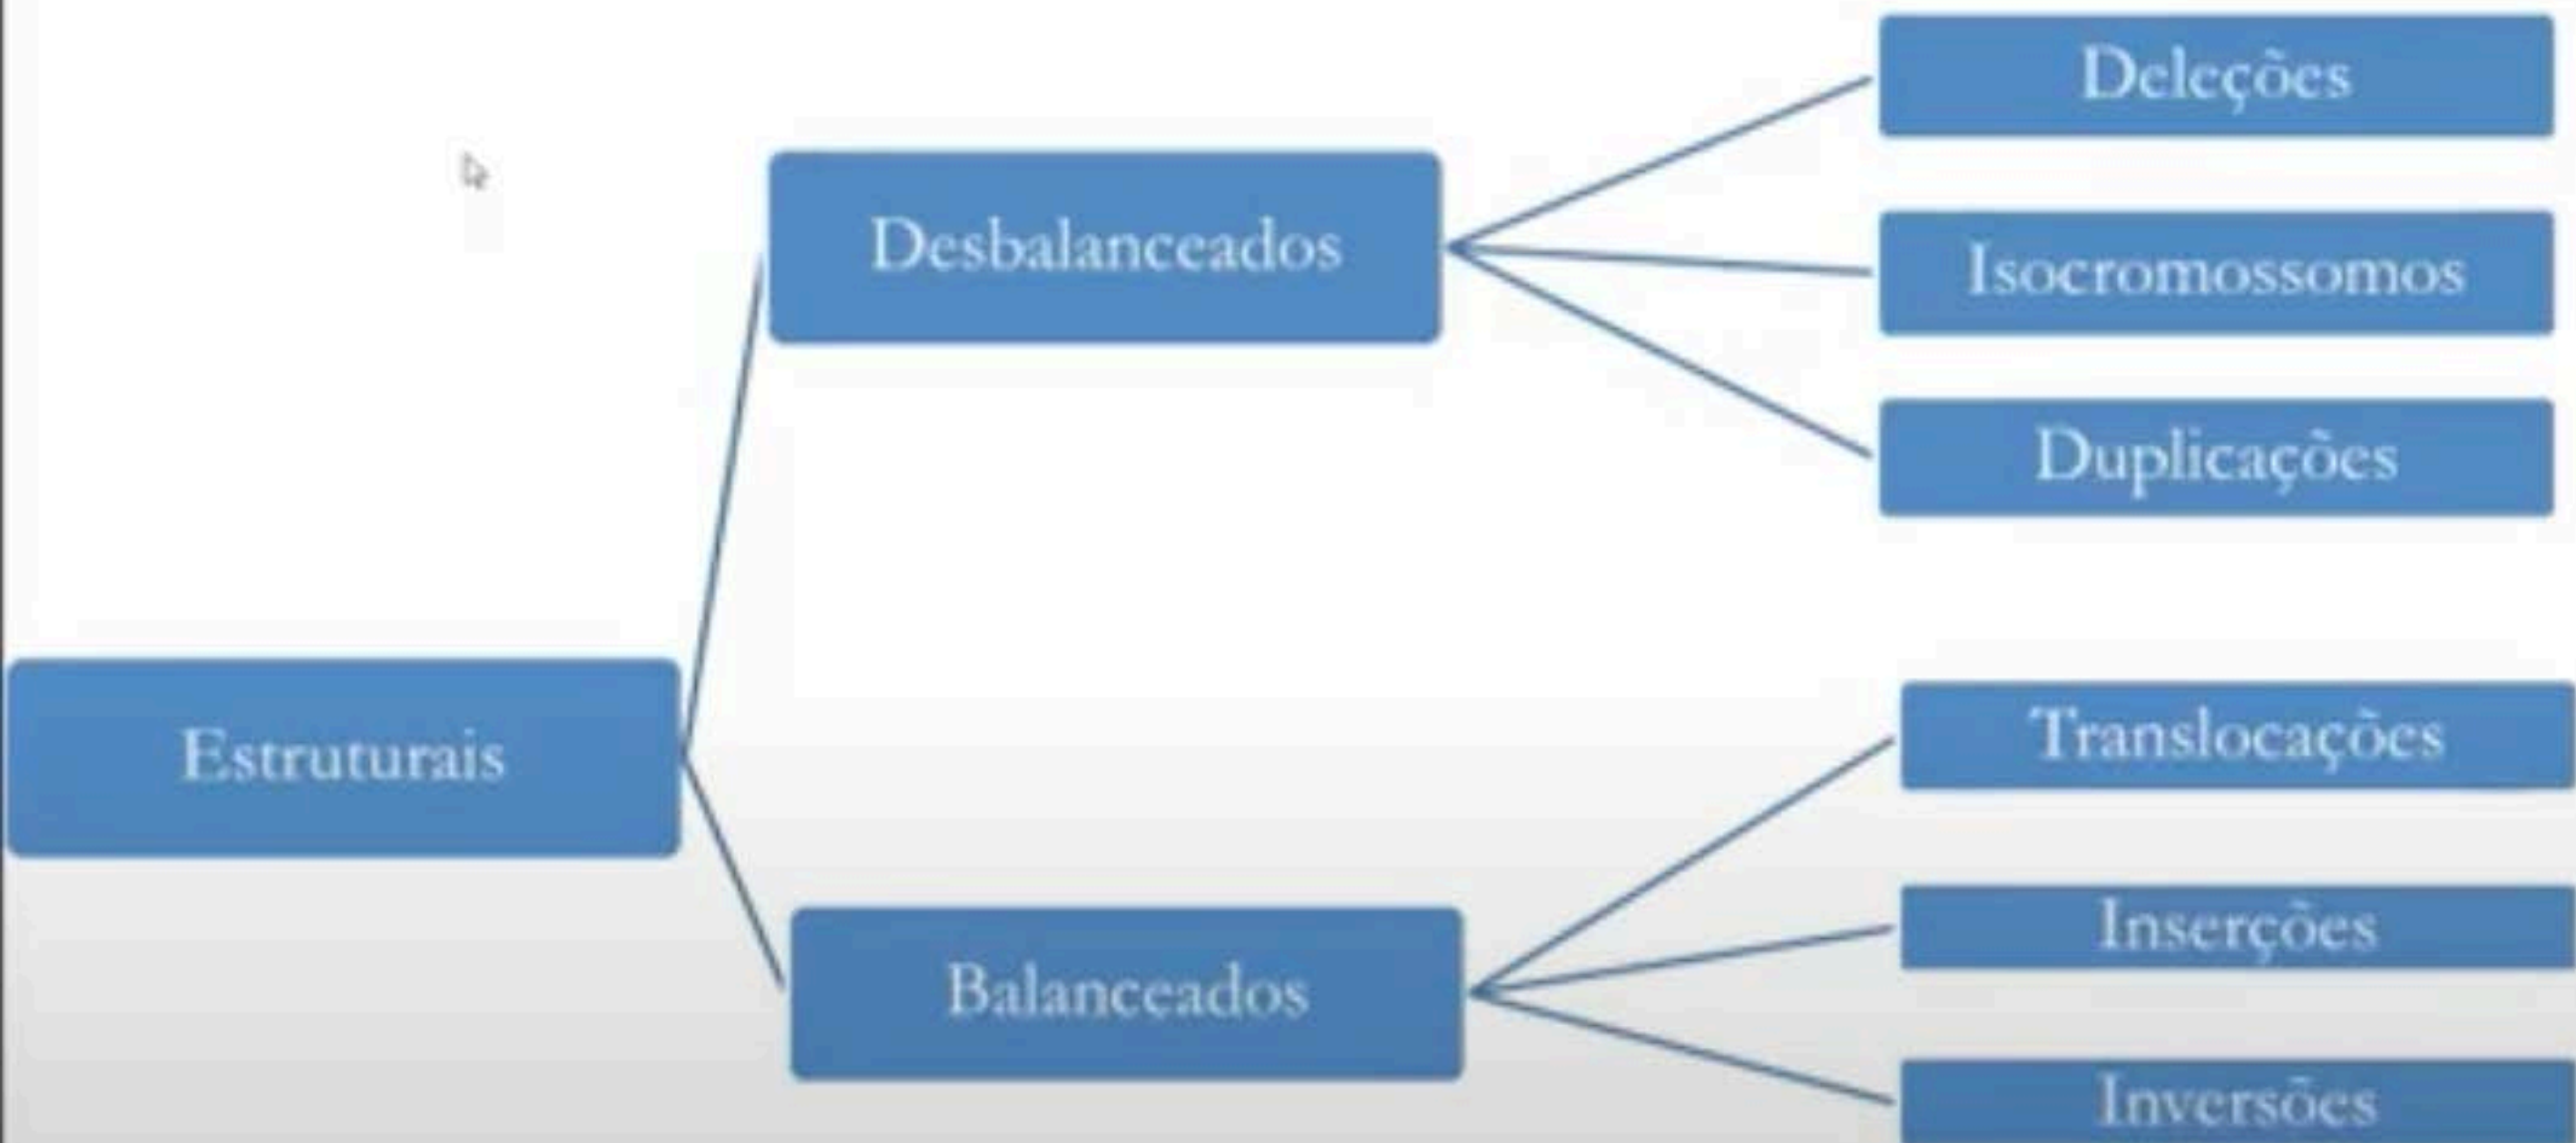 Deleções
Desbalanceados
Isocromossomos
Duplicações
Estruturais
Translocações
Inserções
Balanceados
Inversões